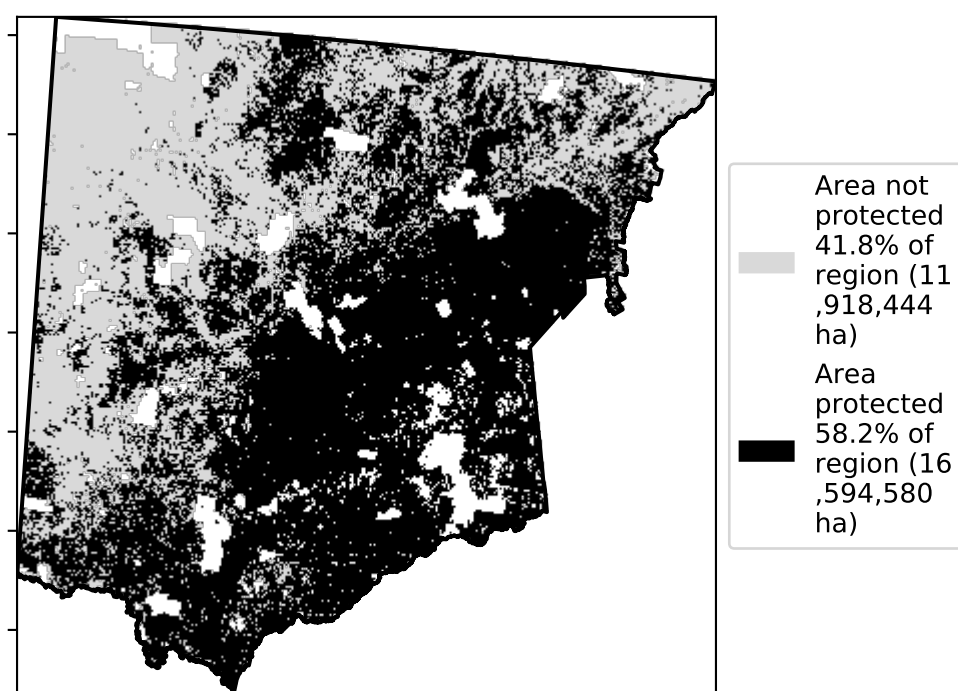 Area not
protected
41.8% of
region (11
,918,444
ha)
Area
protected
58.2% of
region (16
,594,580
ha)